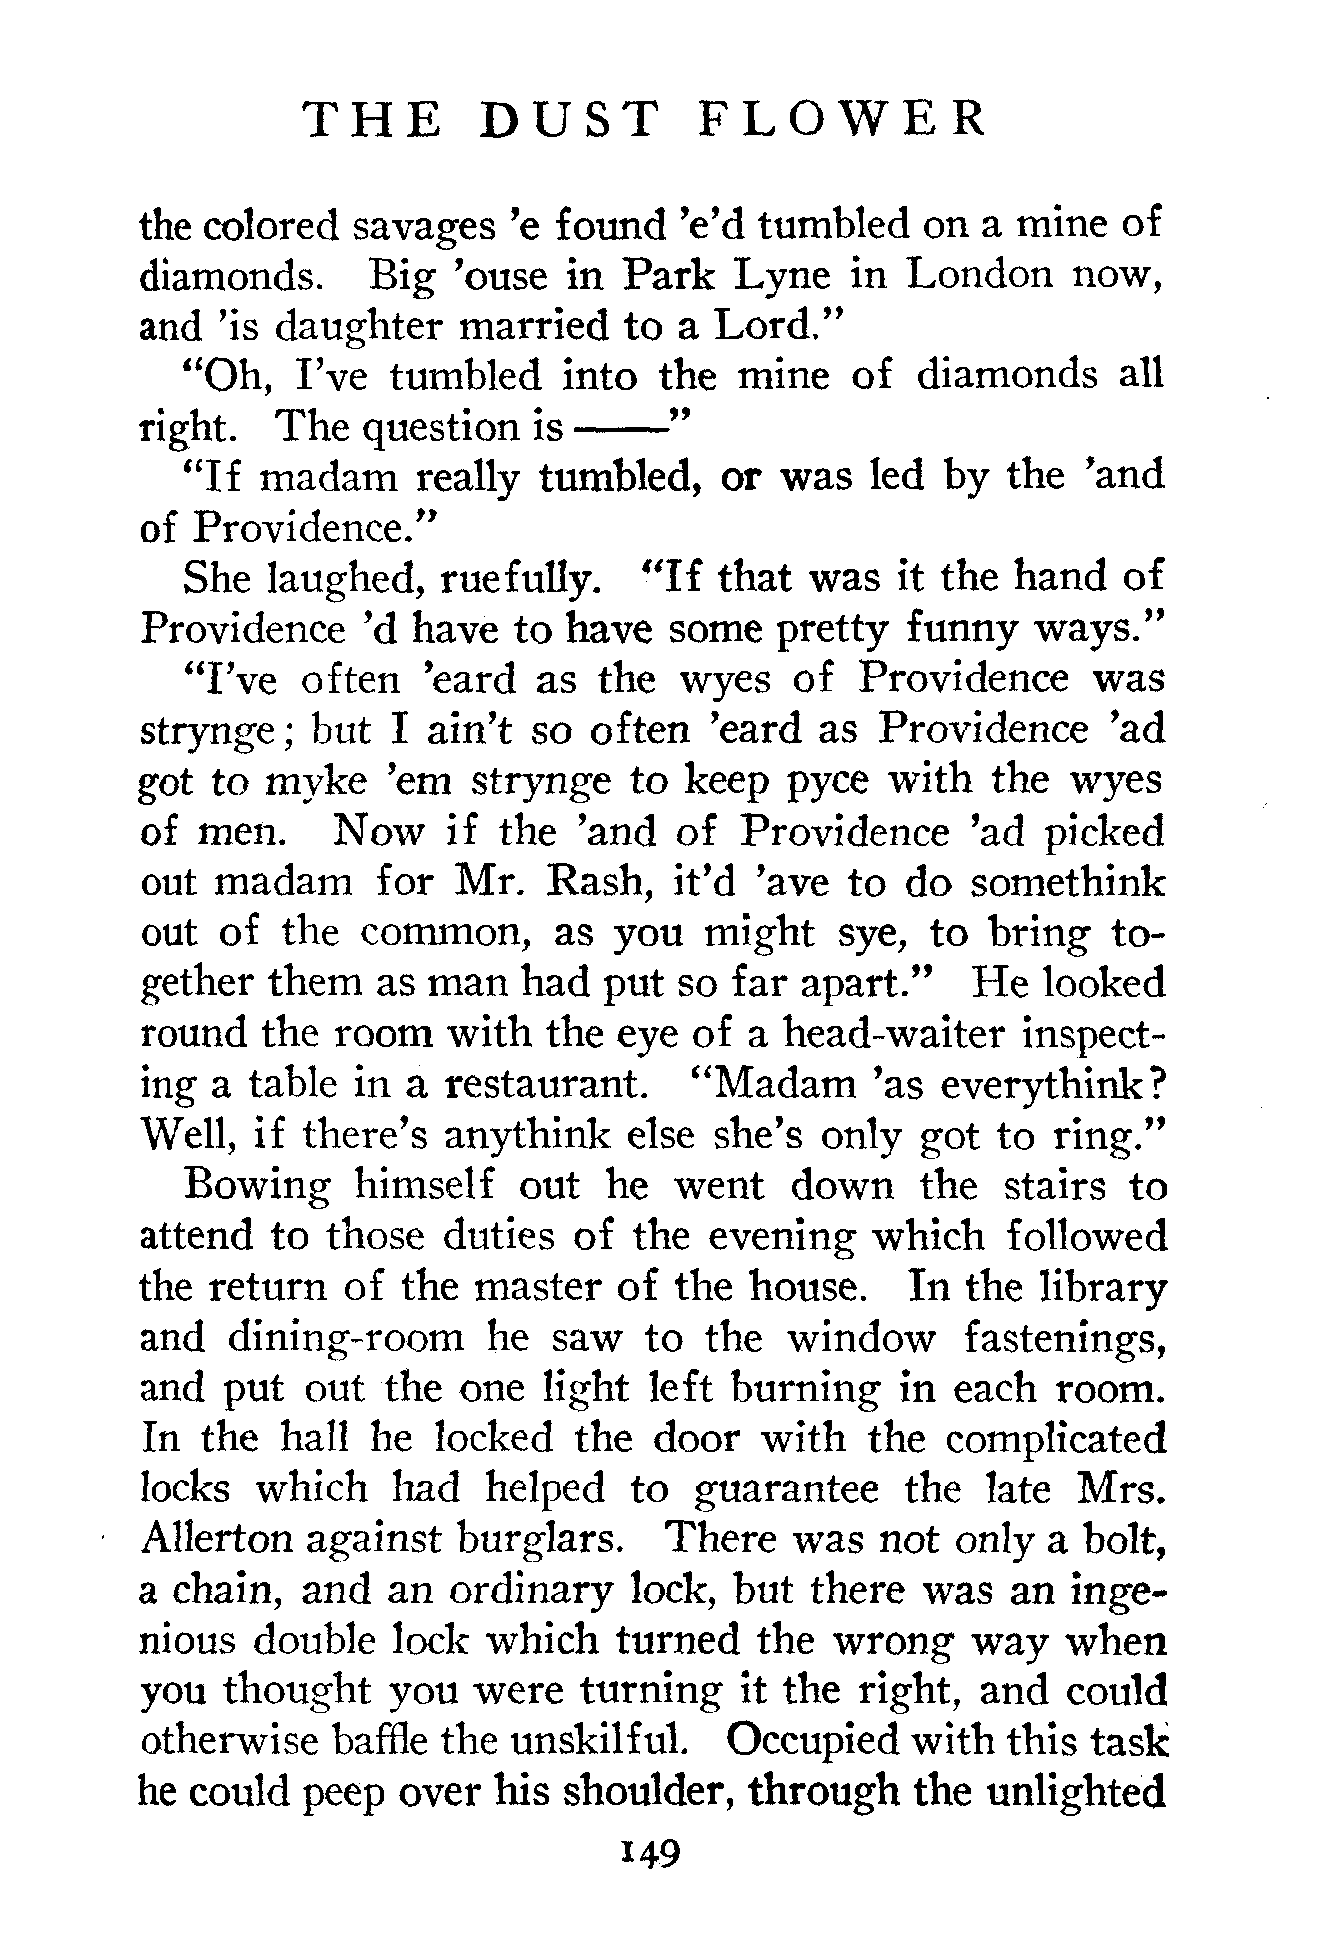 THE DUST FLOWER
the colored savages 'e found 'e'd tumbled on a mine of
diamonds. Big 'ouse in Park Lyne in London now,
and 'is daughter married to a Lord."
"Oh, I've tumbled into the mine of diamonds all
right. The question is ——"
"If madam really tumbled, or was led by the 'and
of Providence."
She laughed, ruefully. "If that was it the hand of
Providence 'd have to have some pretty funny ways."
"I've often 'eard as the wyes of Providence was
strynge; but I ain't so often 'eard as Providence 'ad
got to myke 'em strynge to keep pyce with the wyes
of men. Now if the 'and of Providence 'ad picked
out madam for Mr. Rash, it'd 'ave to do somethink
out of the common, as you might sye, to bring to-
gether them as man had put so far apart." He looked
round the room with the eye of a head-waiter inspect-
ing a table in a restaurant. "Madam 'as everythink?
Well, if there's anythink else she's only got to ring."
Bowing himself out he went down the stairs to
attend to those duties of the evening which followed
the return of the master of the house. In the library
and dining-room he saw to the window fastenings,
and put out the one light left burning in each room.
In the hall he locked the door with the complicated
locks which had helped to guarantee the late Mrs.
Allerton against burglars. There was not only a bolt,
a chain, and an ordinary lock, but there was an inge-
nious double lock which turned the wrong way when
you thought you were turning it the right, and could
otherwise baffle the unskilful. Occupied with this task
he could peep over his shoulder, through the unlighted
149